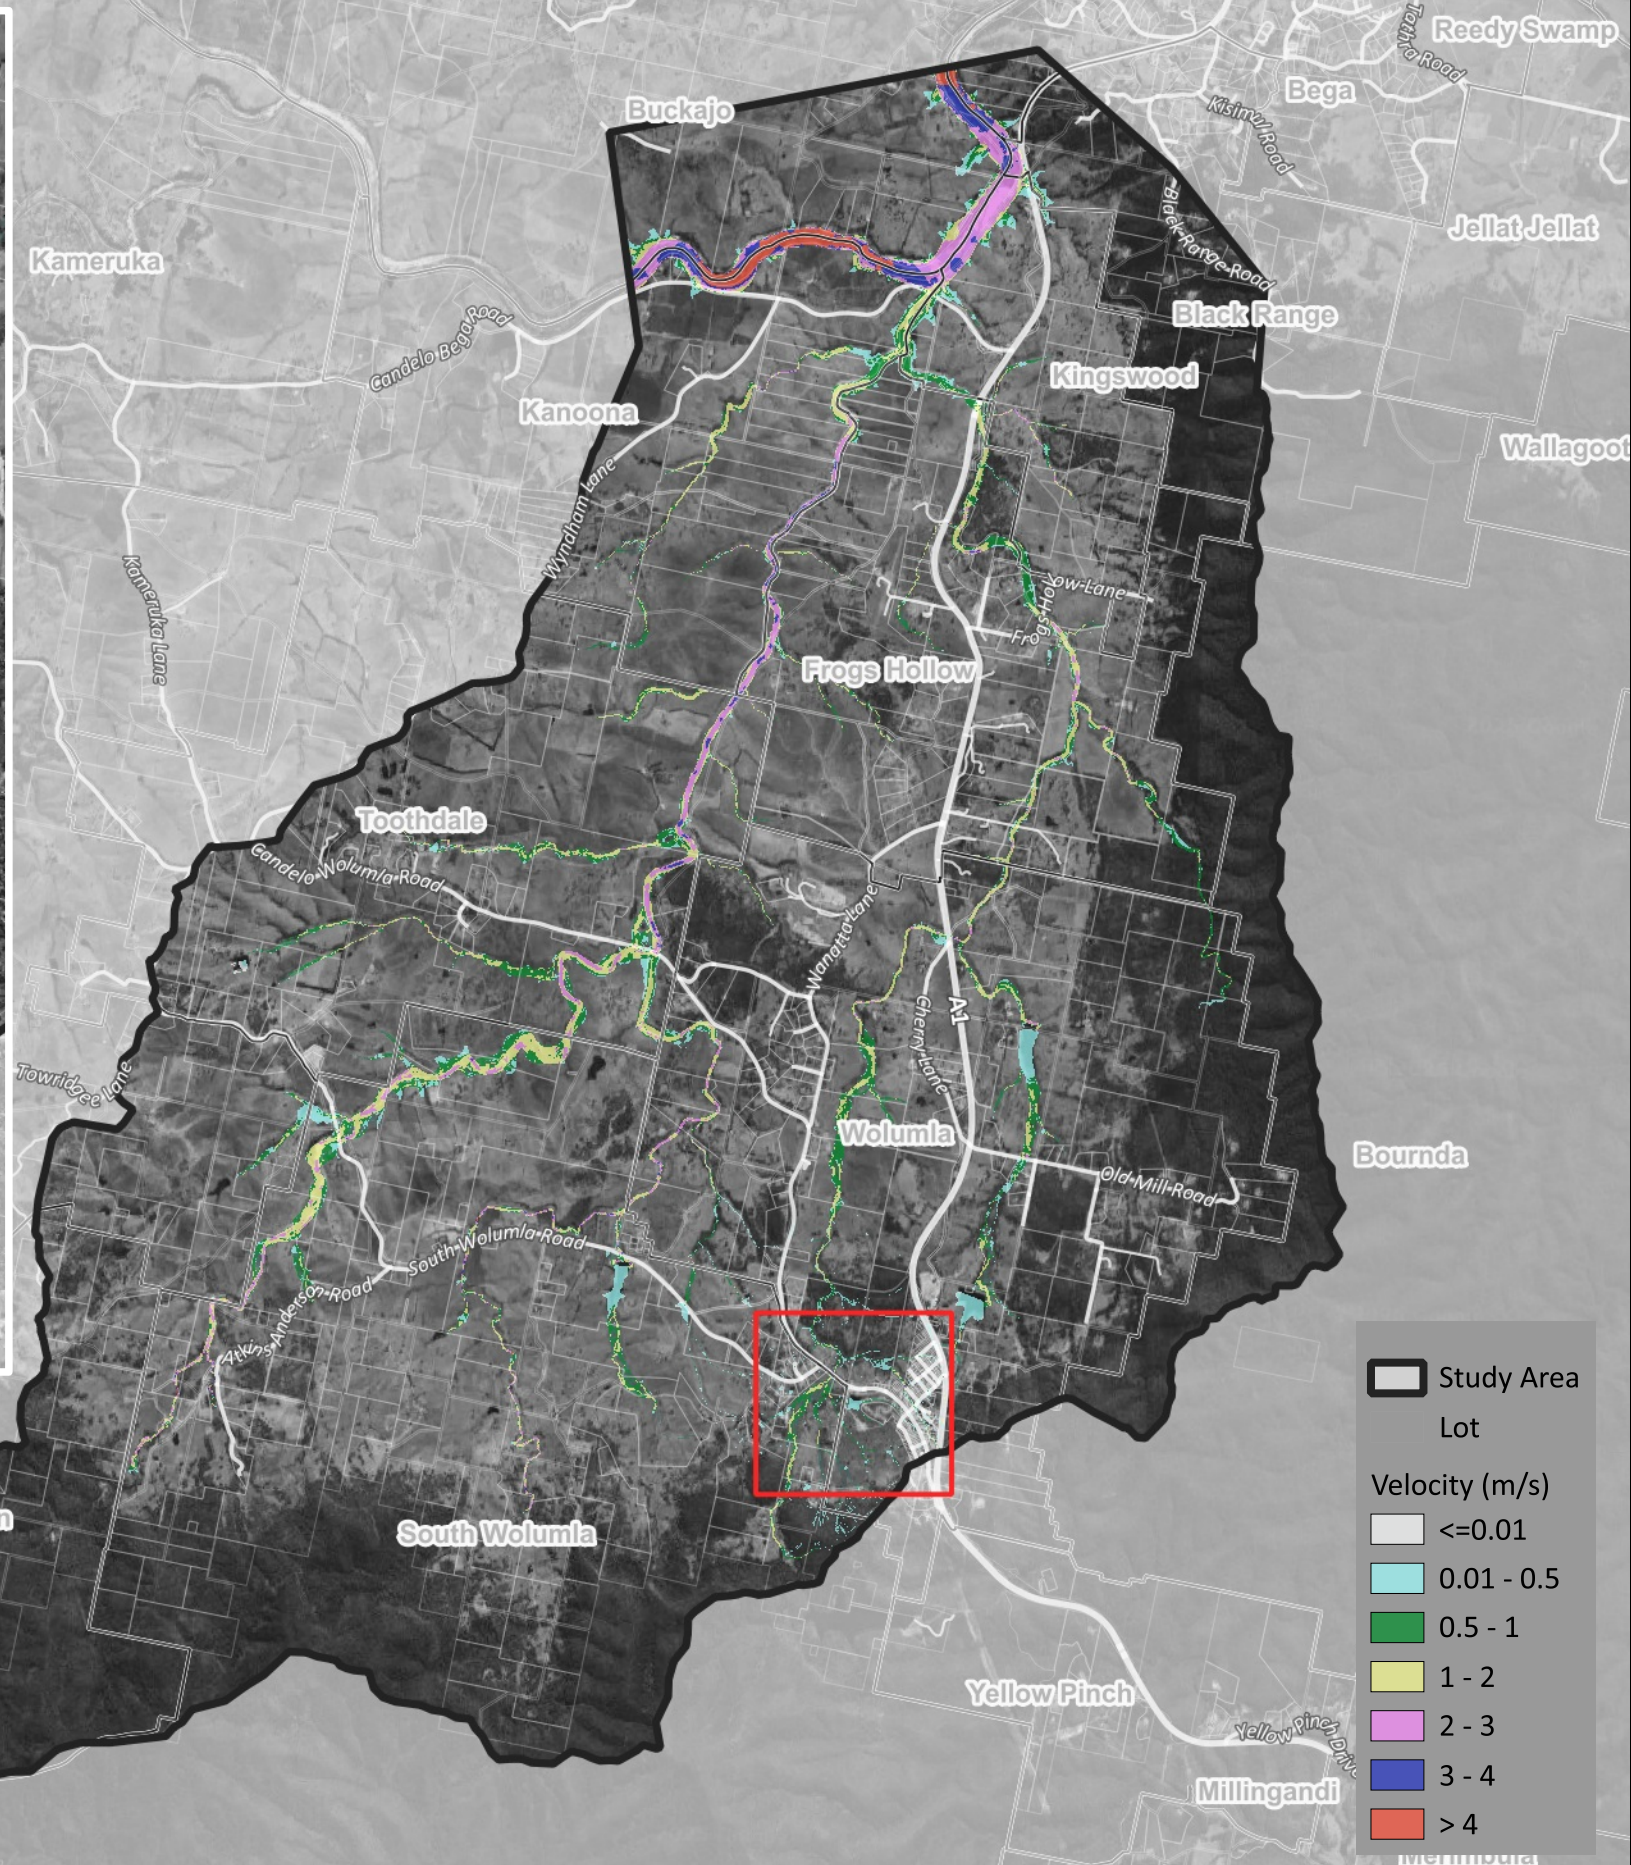 Reedy Swamp
Tathra Road
Bega
Buckajo
Kisimul Road
Jellat Jellat
Black Range Road
Kameruka
Black Range
Candelo Bega Road
Kingswood
Kanoona
Wallagoot
Wyndham Lane
Kameruka Lane
Frogs Hollow Lane
Frogs Hollow
Toothdale
Candelo Wolumla Road
Wanatta Lane
A1
Cherry Lane
Towridgee Lane
Wolumla
Bournda
Old Mill Road
South Wolumla Road
Atkins Anderson Road
South Wolumla
Yellow Pinch
Yellow Pinch Drive
Millingandi
Merimbula
Study Area
Lot
Velocity (m/s)
<=0.01
0.01 - 0.5
0.5 - 1
1 - 2
2 - 3
3 - 4
> 4